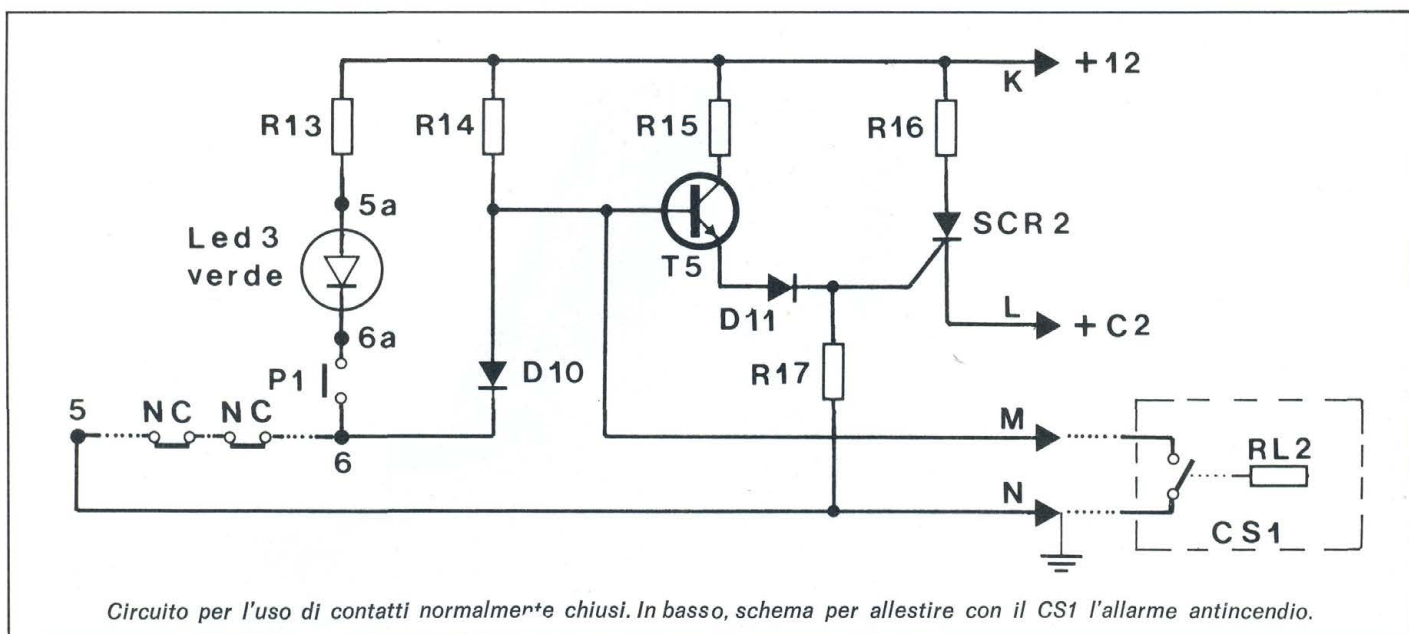 K
+12
R13
R14
R15
R16
5a
Led 3
verde
SCR 2
T5
6a
D11
L
+C2
P1
D10
R17
5
NC
NC
M
6
RL2
N
CS1
Circuito per l'uso di contatti normalmente chiusi. In basso, schema per allestire con il CS1 l'allarme antincendio.